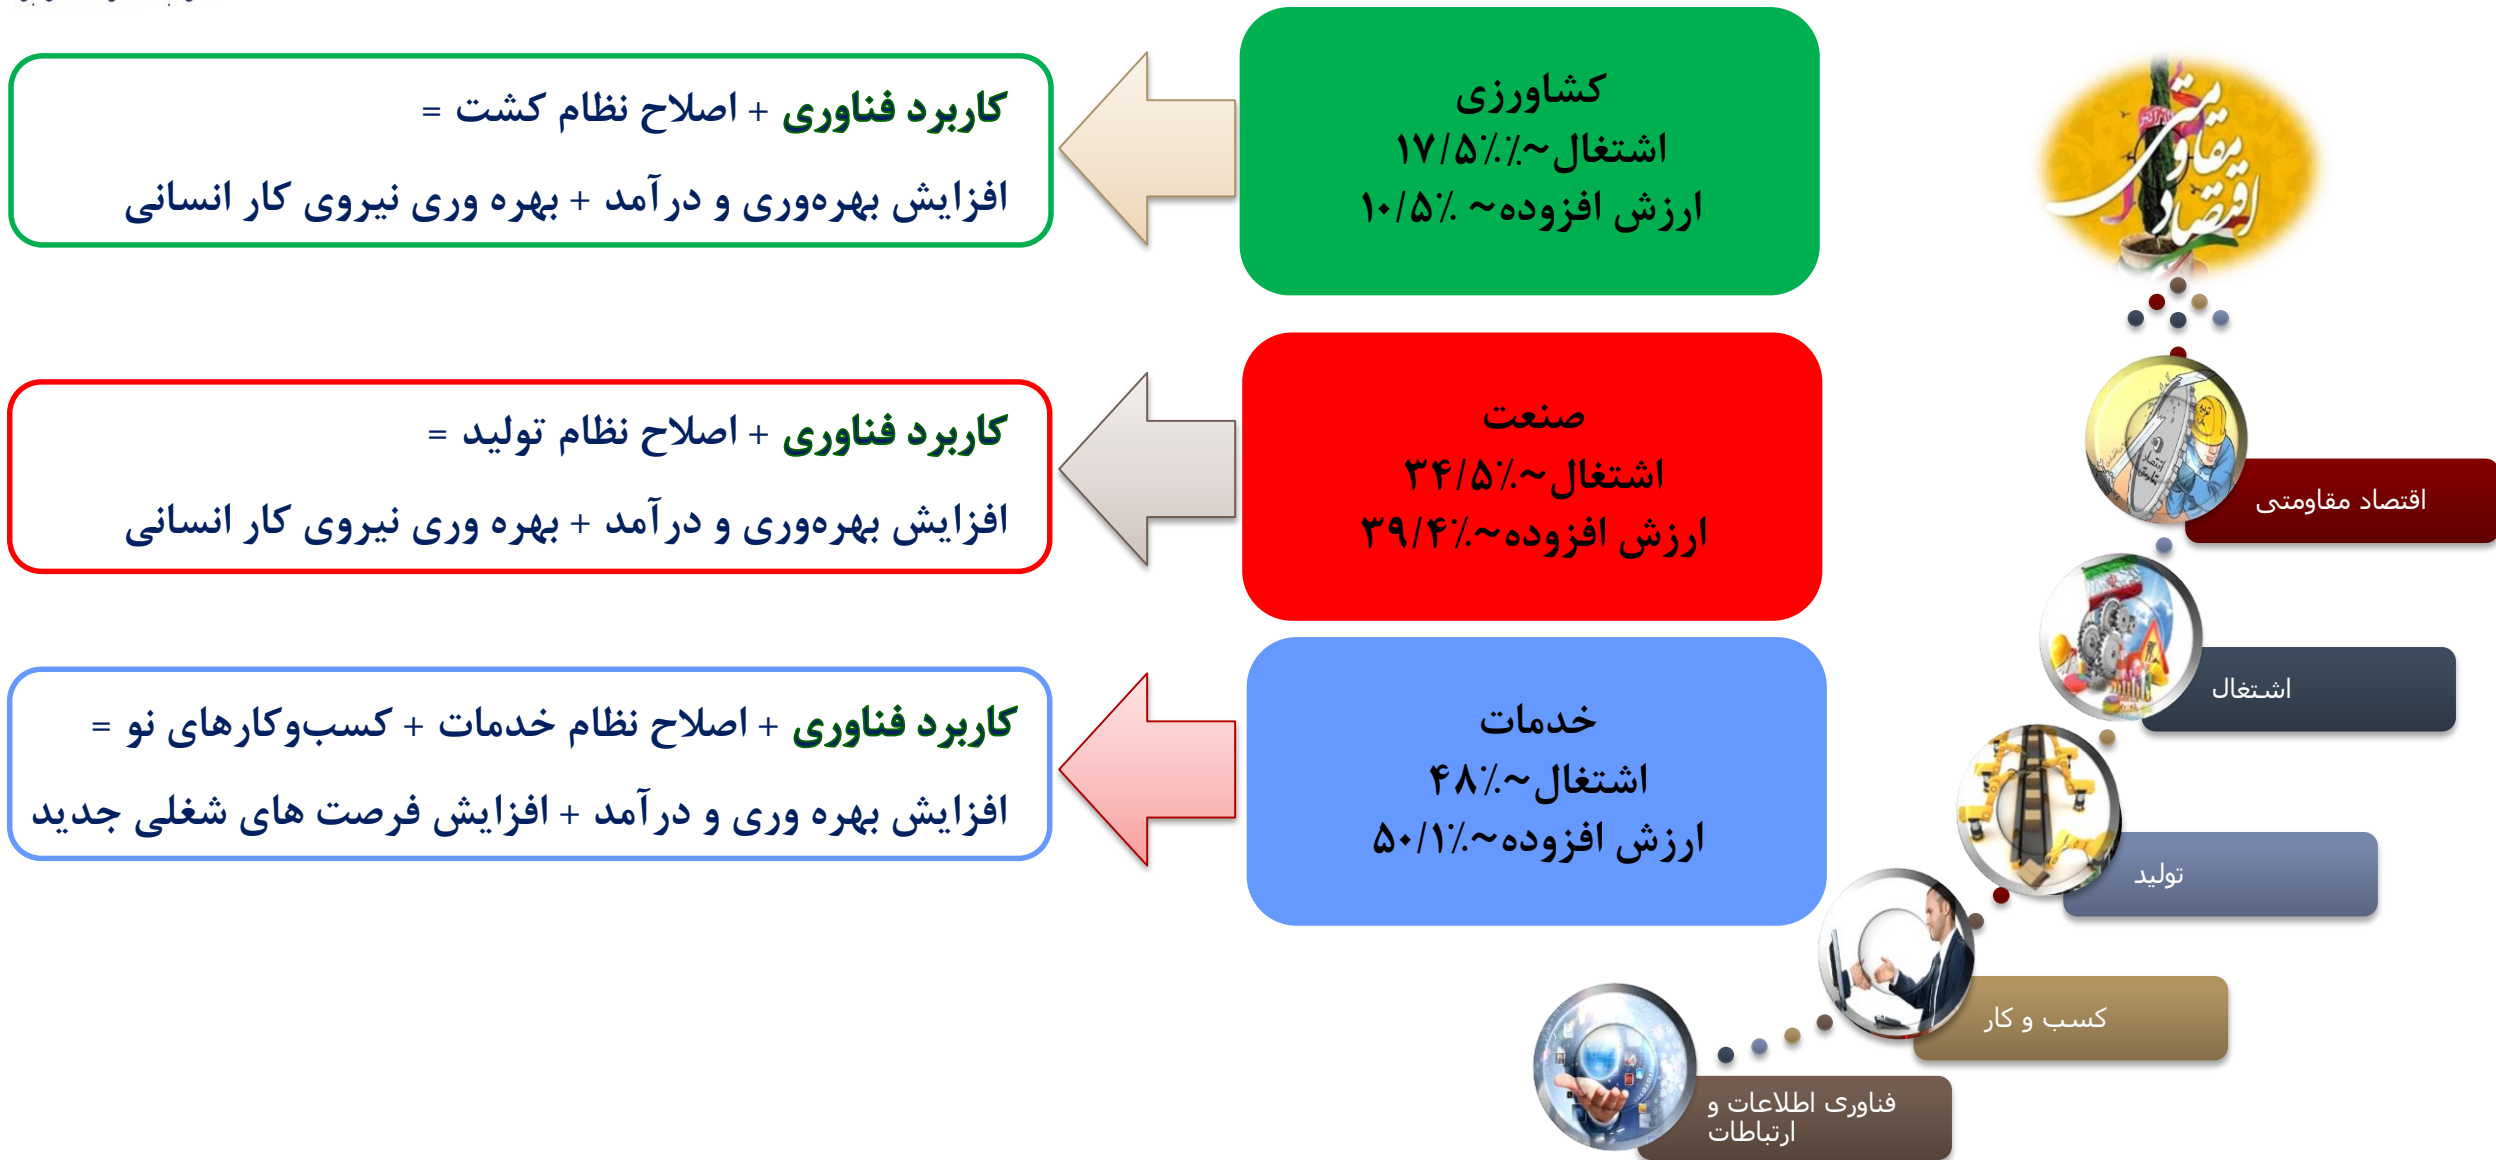 کشاورزی
اشتغال~٪٪۱۷/۵
ارزش افزوده~ ٪۱۰/۵
کاربرد فناوری + اصلاح نظام کشت =
افزایش بهره‌وری و درآمد + بهره وری نیروی کار انسانی
صنعت
اشتغال~٪۳۴/۵
ارزش افزوده~٪۳۹/۴
کاربرد فناوری + اصلاح نظام تولید =
افزایش بهره‌وری و درآمد + بهره وری نیروی کار انسانی
خدمات
اشتغال~٪۴۸
ارزش افزوده~٪۵۰/۱
کاربرد فناوری + اصلاح نظام خدمات + کسب‌وکارهای نو =
افزایش بهره وری و درآمد + افزایش فرصت های شغلی جدید
اقتصاد مقاومتی
اقتصاد مقاومتی
اشتغال
تولید
کسب و کار
فناوری اطلاعات و
ارتباطات